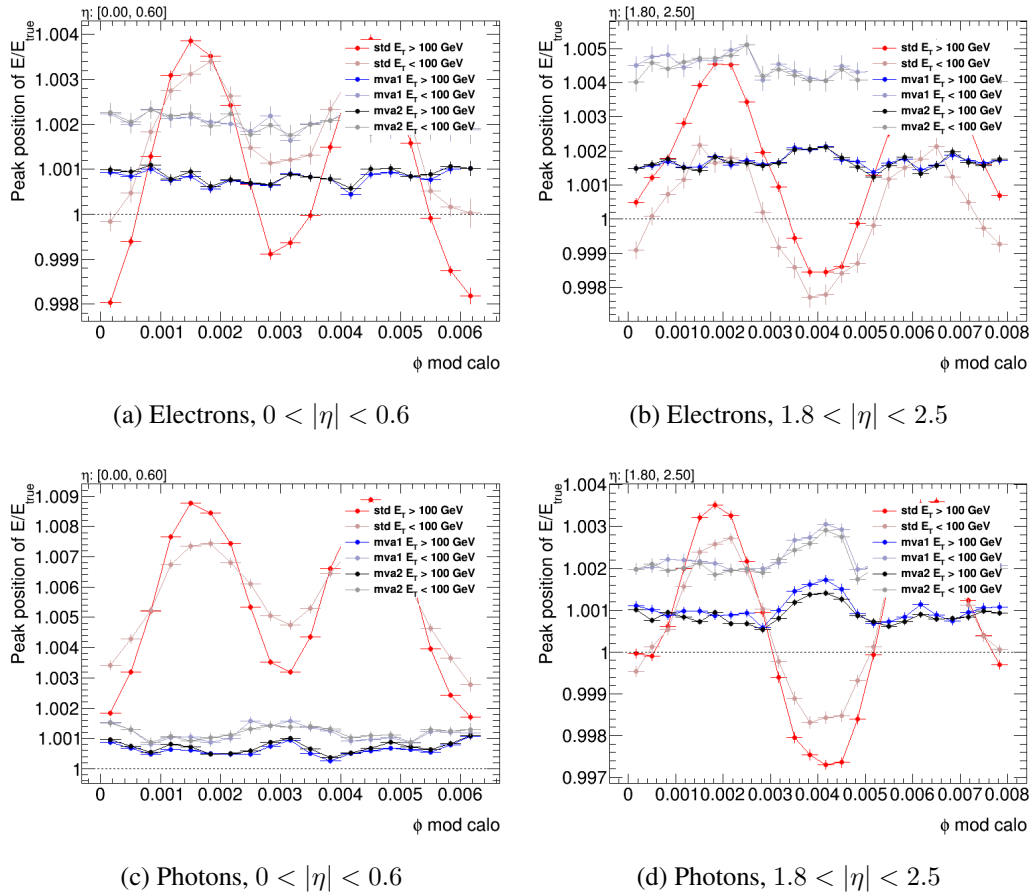 η: [0.00, 0.60]
Peak position of E/E_true
1.004
1.003
1.002
1.001
1
0.999
0.998
std E_T > 100 GeV
std E_T < 100 GeV
mva1 E_T > 100 GeV
mva1 E_T < 100 GeV
mva2 E_T > 100 GeV
mva2 E_T < 100 GeV
0 0.001 0.002 0.003 0.004 0.005 0.006
ϕ mod calo
(a) Electrons, 0 < |η| < 0.6
η: [1.80, 2.50]
Peak position of E/E_true
1.005
1.004
1.003
1.002
1.001
1
0.999
0.998
std E_T > 100 GeV
std E_T < 100 GeV
mva1 E_T > 100 GeV
mva1 E_T < 100 GeV
mva2 E_T > 100 GeV
mva2 E_T < 100 GeV
0 0.001 0.002 0.003 0.004 0.005 0.006 0.007 0.008
ϕ mod calo
(b) Electrons, 1.8 < |η| < 2.5
η: [0.00, 0.60]
Peak position of E/E_true
1.009
1.008
1.007
1.006
1.005
1.004
1.003
1.002
1.001
1
std E_T > 100 GeV
std E_T < 100 GeV
mva1 E_T > 100 GeV
mva1 E_T < 100 GeV
mva2 E_T > 100 GeV
mva2 E_T < 100 GeV
0 0.001 0.002 0.003 0.004 0.005 0.006
ϕ mod calo
(c) Photons, 0 < |η| < 0.6
η: [1.80, 2.50]
Peak position of E/E_true
1.004
1.003
1.002
1.001
1
0.999
0.998
0.997
std E_T > 100 GeV
std E_T < 100 GeV
mva1 E_T > 100 GeV
mva1 E_T < 100 GeV
mva2 E_T > 100 GeV
mva2 E_T < 100 GeV
0 0.001 0.002 0.003 0.004 0.005 0.006 0.007 0.008
ϕ mod calo
(d) Photons, 1.8 < |η| < 2.5